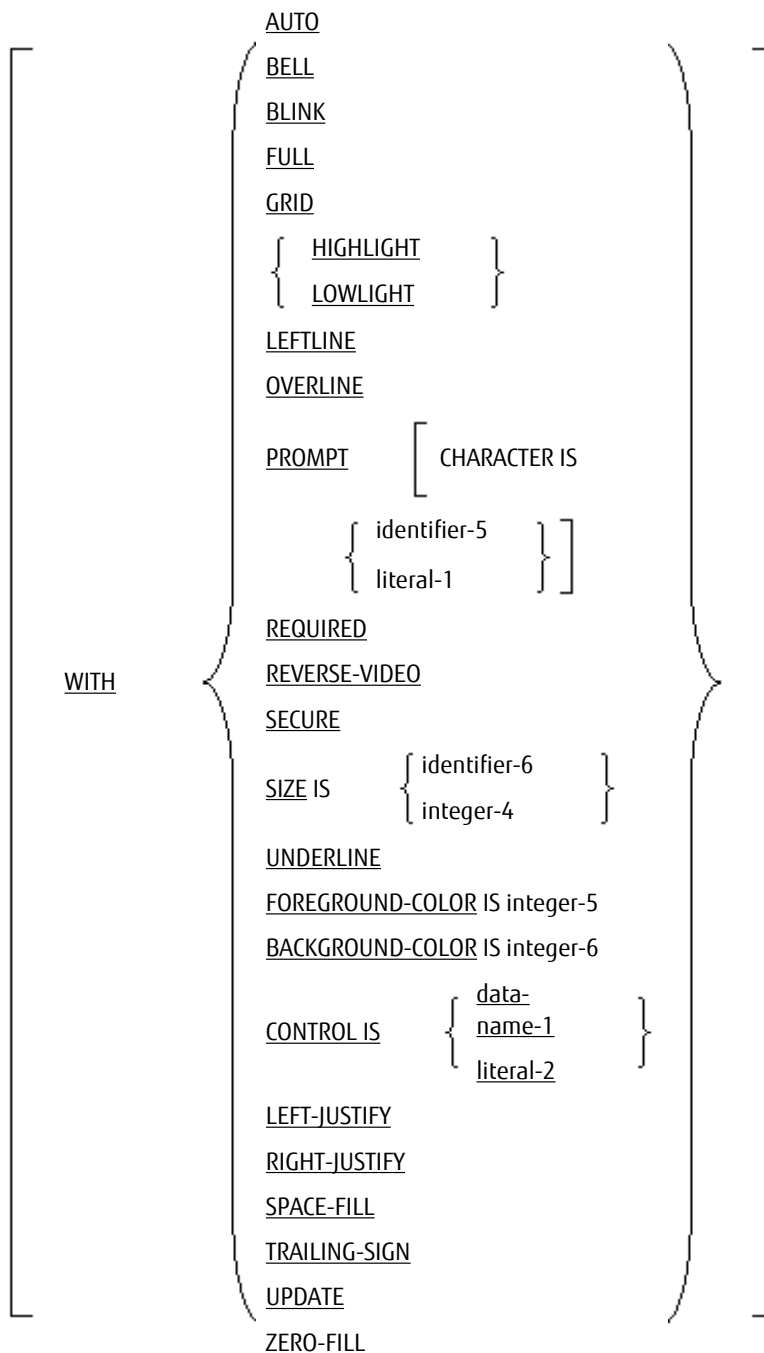 AUTO
BELL
BLINK
FULL
GRID
HIGHLIGHT
LOWLIGHT
LEFTLINE
OVERLINE
PROMPT CHARACTER IS
identifier-5
literal-1
REQUIRED
WITH REVERSE-VIDEO
SECURE
identifier-6
SIZE IS
integer-4
UNDERLINE
FOREGROUND-COLOR IS integer-5
BACKGROUND-COLOR IS integer-6
data-
name-1
CONTROL IS
literal-2
LEFT-JUSTIFY
RIGHT-JUSTIFY
SPACE-FILL
TRAILING-SIGN
UPDATE
ZERO-FILL